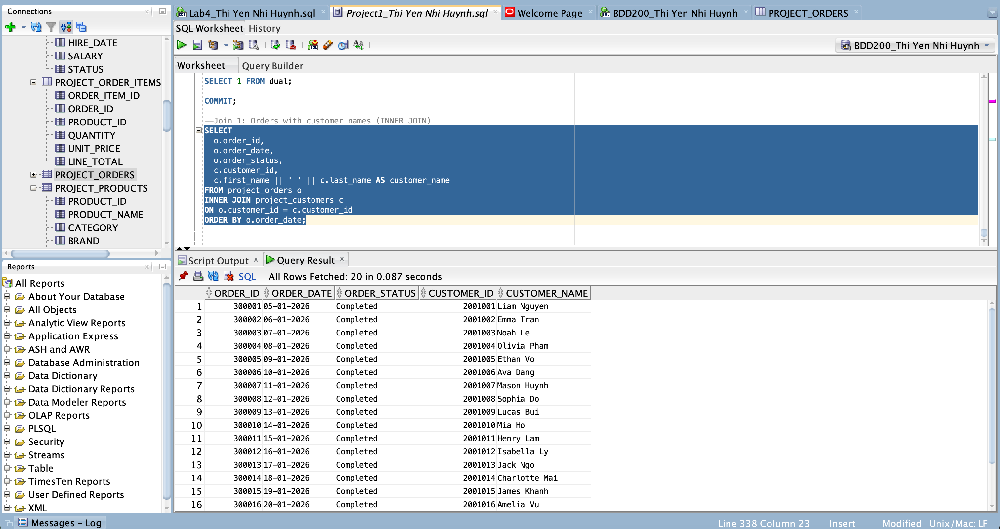 Connections
HIRE_DATE
SALARY
STATUS
PROJECT_ORDER_ITEMS
ORDER_ITEM_ID
ORDER_ID
PRODUCT_ID
QUANTITY
UNIT_PRICE
LINE_TOTAL
PROJECT_ORDERS
PROJECT_PRODUCTS
PRODUCT_ID
PRODUCT_NAME
CATEGORY
BRAND
Reports
All Reports
About Your Database
All Objects
Analytic View Reports
Application Express
ASH and AWR
Database Administration
Data Dictionary
Data Dictionary Reports
Data Modeler Reports
OLAP Reports
PLSQL
Security
Streams
Table
TimesTen Reports
User Defined Reports
XML
Lab4_Thi Yen Nhi Huynh.sql Project1_Thi Yen Nhi Huynh.sql Welcome Page BDD200_Thi Yen Nhi Huynh PROJECT_ORDERS
SQL Worksheet History
BDD200_Thi Yen Nhi Huynh
Worksheet Query Builder
SELECT 1 FROM dual;
COMMIT;
--Join 1: Orders with customer names (INNER JOIN)
SELECT
o.order_id,
o.order_date,
o.order_status,
c.customer_id,
c.first_name || ' ' || c.last_name AS customer_name
FROM project_orders o
INNER JOIN project_customers c
ON o.customer_id = c.customer_id
ORDER BY o.order_date;
Script Output Query Result
SQL All Rows Fetched: 20 in 0.087 seconds
ORDER_ID ORDER_DATE ORDER_STATUS CUSTOMER_ID CUSTOMER_NAME
1 300001 05-01-2026 Completed 2001001 Liam Nguyen
2 300002 06-01-2026 Completed 2001002 Emma Tran
3 300003 07-01-2026 Completed 2001003 Noah Le
4 300004 08-01-2026 Completed 2001004 Olivia Pham
5 300005 09-01-2026 Completed 2001005 Ethan Vo
6 300006 10-01-2026 Completed 2001006 Ava Dang
7 300007 11-01-2026 Completed 2001007 Mason Huynh
8 300008 12-01-2026 Completed 2001008 Sophia Do
9 300009 13-01-2026 Completed 2001009 Lucas Bui
10 300010 14-01-2026 Completed 2001010 Mia Ho
11 300011 15-01-2026 Completed 2001011 Henry Lam
12 300012 16-01-2026 Completed 2001012 Isabella Ly
13 300013 17-01-2026 Completed 2001013 Jack Ngo
14 300014 18-01-2026 Completed 2001014 Charlotte Mai
15 300015 19-01-2026 Completed 2001015 James Khanh
16 300016 20-01-2026 Completed 2001016 Amelia Vu
Messages - Log
Line 338 Column 23 Insert Modified Unix/Mac: LF